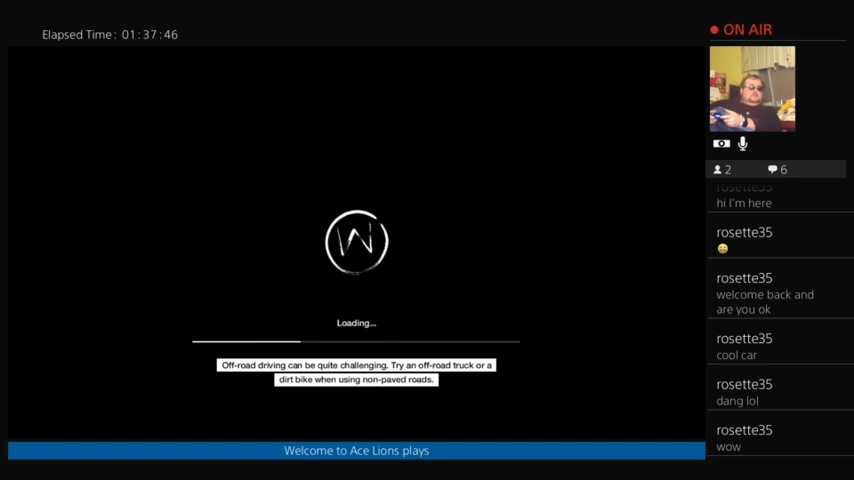 Elapsed Time: 01:37:46
ON AIR
2
6
rosette35
hi I'm here
rosette35
rosette35
welcome back and
are you ok
rosette35
cool car
rosette35
dang lol
rosette35
wow
W
Loading...
Off-road driving can be quite challenging. Try an off-road truck or a
dirt bike when using non-paved roads.
Welcome to Ace Lions plays